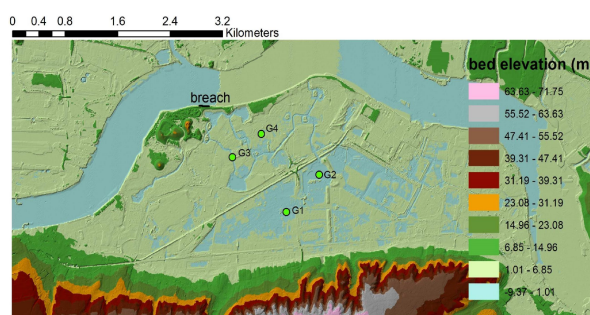 0 0.4 0.8 1.6 2.4 3.2
Kilometers
bed elevation (m
breach
63.63 - 71.75
55.52 - 63.63
47.41 - 55.52
39.31 - 47.41
31.19 - 39.31
23.08 - 31.19
14.96 - 23.08
6.85 - 14.96
1.01 - 6.85
-9.37 - 1.01
G4
G3
G2
G1